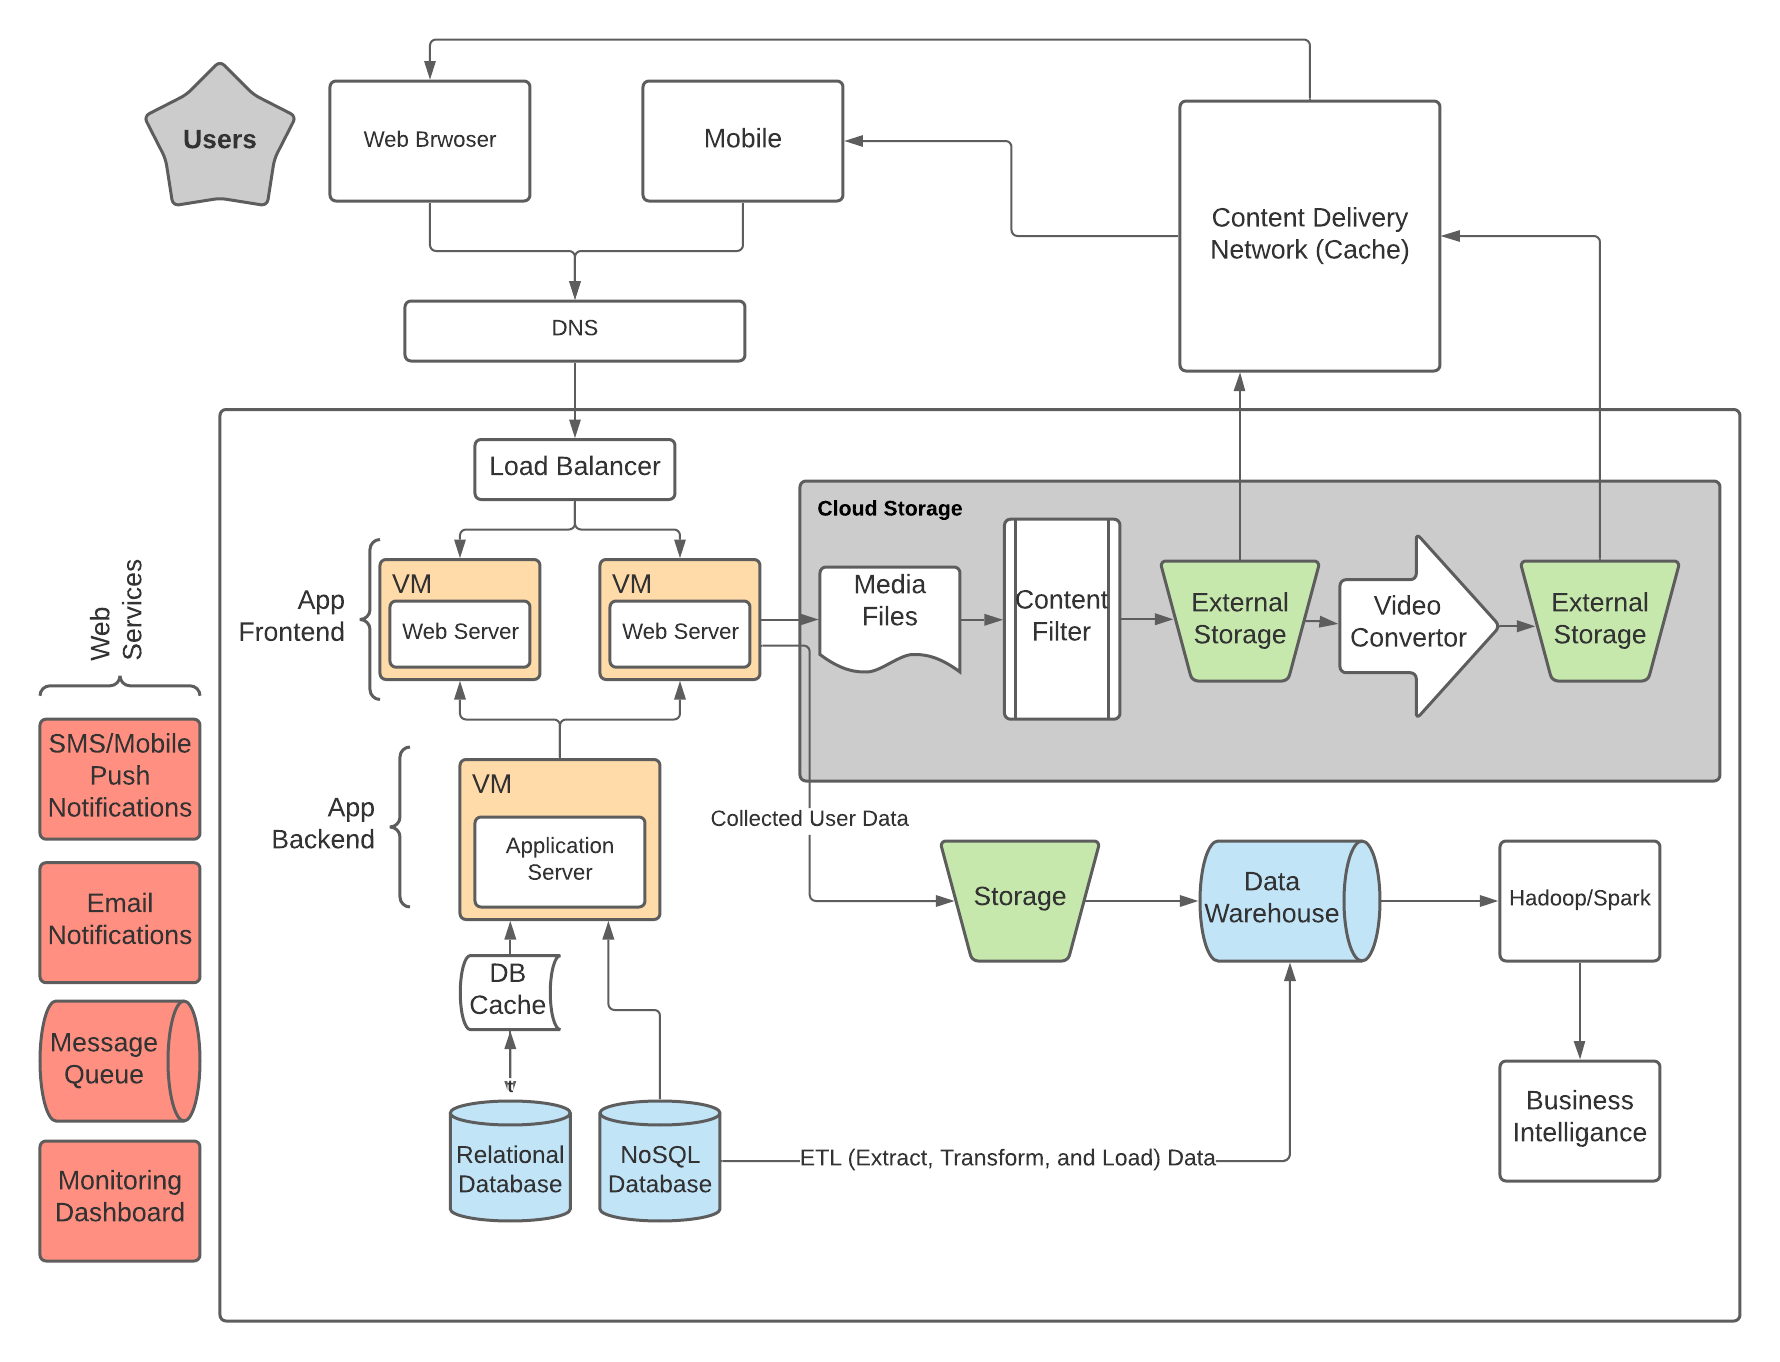 Users
Web Brwoser
Mobile
Content Delivery
Network (Cache)
DNS
Load Balancer
Cloud Storage
App
Frontend
VM
Web Server
VM
Web Server
Media
Files
Content
Filter
External
Storage
Video
Convertor
External
Storage
Web
Services
SMS/Mobile
Push
Notifications
Email
Notifications
Message
Queue
Monitoring
Dashboard
App
Backend
VM
Application
Server
Collected User Data
Storage
Data
Warehouse
Hadoop/Spark
DB
Cache
Business
Intelligance
Relational
Database
NoSQL
Database
ETL (Extract, Transform, and Load) Data